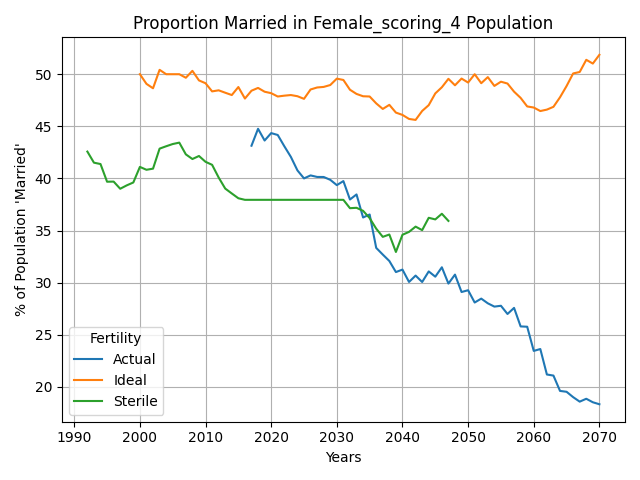 Proportion Married in Female_scoring_4 Population
% of Population 'Married'
50
45
40
35
30
25
20
Fertility
Actual
Ideal
Sterile
1990 2000 2010 2020 2030 2040 2050 2060 2070
Years